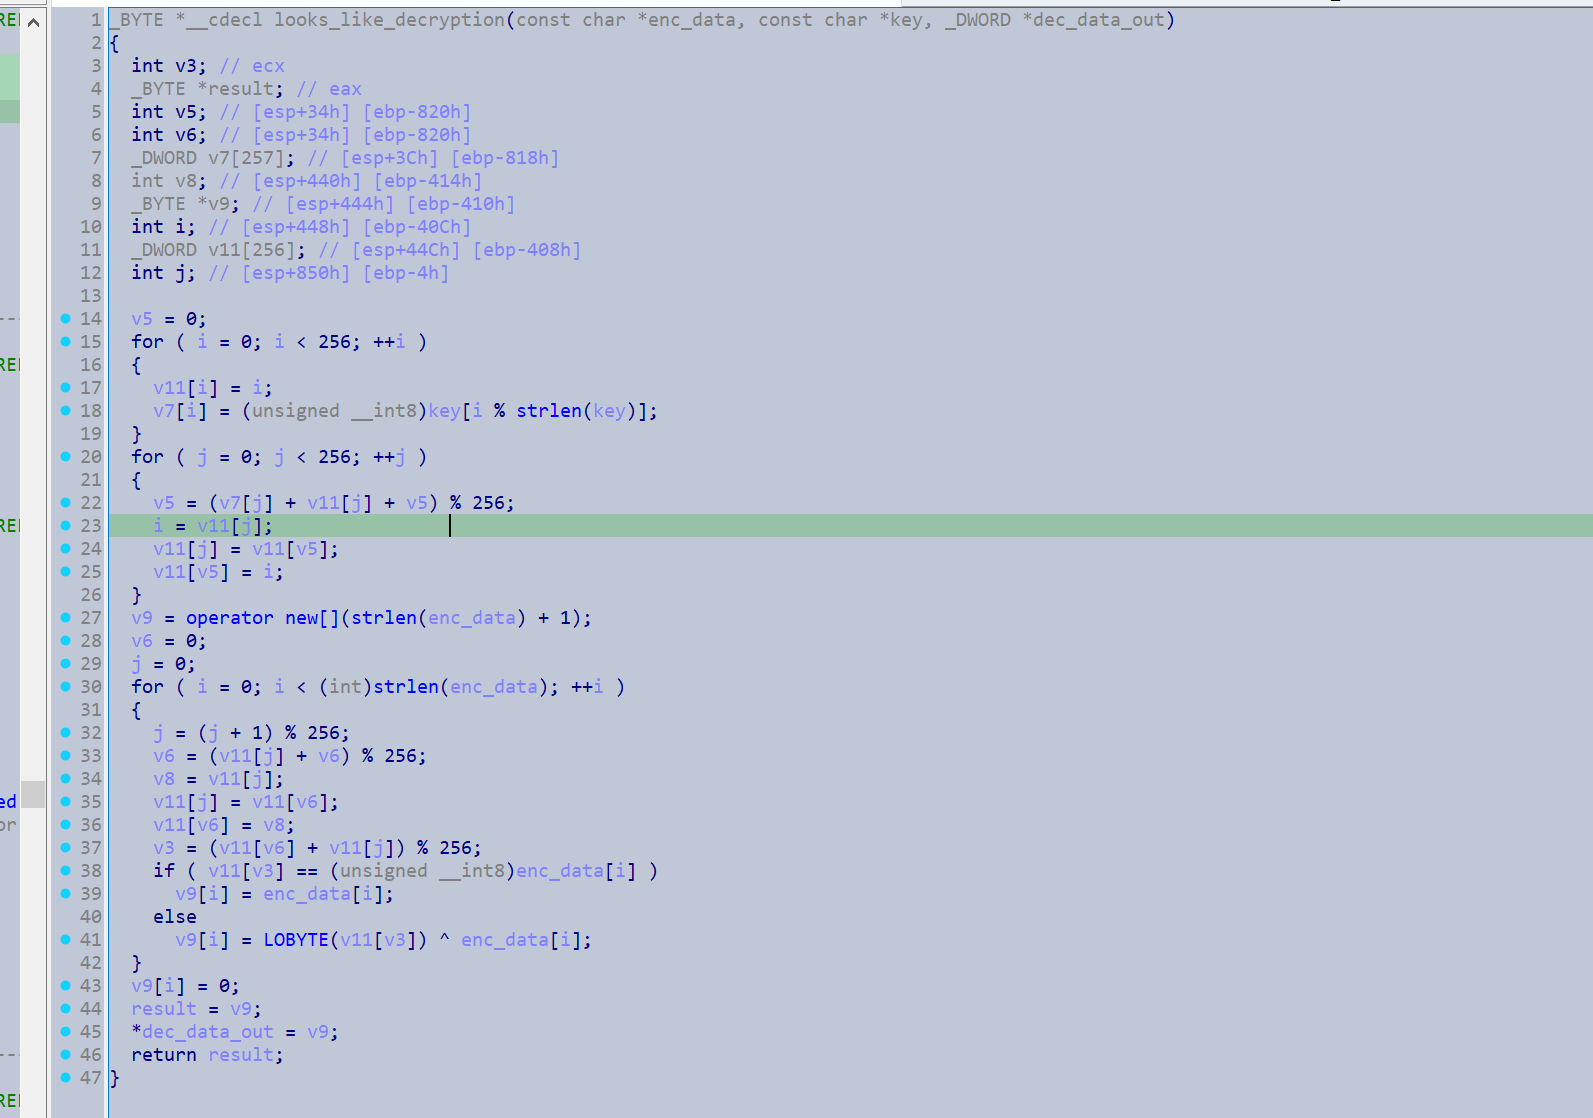 1 _BYTE *__cdecl looks_like_decryption(const char *enc_data, const char *key, _DWORD *dec_data_out)
2 {
3   int v3; // ecx
4   _BYTE *result; // eax
5   int v5; // [esp+34h] [ebp-820h]
6   int v6; // [esp+34h] [ebp-820h]
7   _DWORD v7[257]; // [esp+3Ch] [ebp-818h]
8   int v8; // [esp+440h] [ebp-414h]
9   _BYTE *v9; // [esp+444h] [ebp-410h]
10   int i; // [esp+448h] [ebp-40Ch]
11   _DWORD v11[256]; // [esp+44Ch] [ebp-408h]
12   int j; // [esp+850h] [ebp-4h]
13
14   v5 = 0;
15   for ( i = 0; i < 256; ++i )
16   {
17     v11[i] = i;
18     v7[i] = (unsigned __int8)key[i % strlen(key)];
19   }
20   for ( j = 0; j < 256; ++j )
21   {
22     v5 = (v7[j] + v11[j] + v5) % 256;
23     i = v11[j];
24     v11[j] = v11[v5];
25     v11[v5] = i;
26   }
27   v9 = operator new[](strlen(enc_data) + 1);
28   v6 = 0;
29   j = 0;
30   for ( i = 0; i < (int)strlen(enc_data); ++i )
31   {
32     j = (j + 1) % 256;
33     v6 = (v11[j] + v6) % 256;
34     v8 = v11[j];
35     v11[j] = v11[v6];
36     v11[v6] = v8;
37     v3 = (v11[v6] + v11[j]) % 256;
38     if ( v11[v3] == (unsigned __int8)enc_data[i] )
39       v9[i] = enc_data[i];
40     else
41       v9[i] = LOBYTE(v11[v3]) ^ enc_data[i];
42   }
43   v9[i] = 0;
44   result = v9;
45   *dec_data_out = v9;
46   return result;
47 }